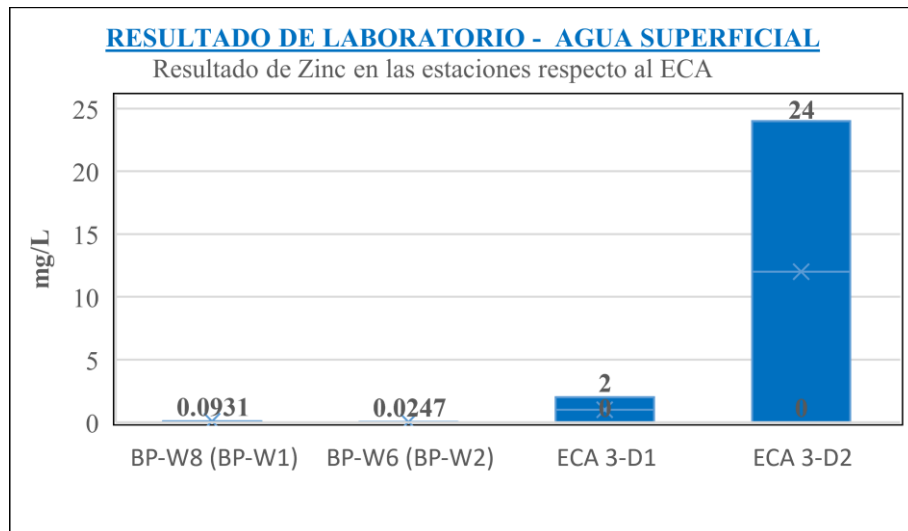 RESULTADO DE LABORATORIO - AGUA SUPERFICIAL
Resultado de Zinc en las estaciones respecto al ECA
mg/L
25
20
15
10
5
0
24
0
2
0
0.0931
0.0247
BP-W8 (BP-W1)
BP-W6 (BP-W2)
ECA 3-D1
ECA 3-D2